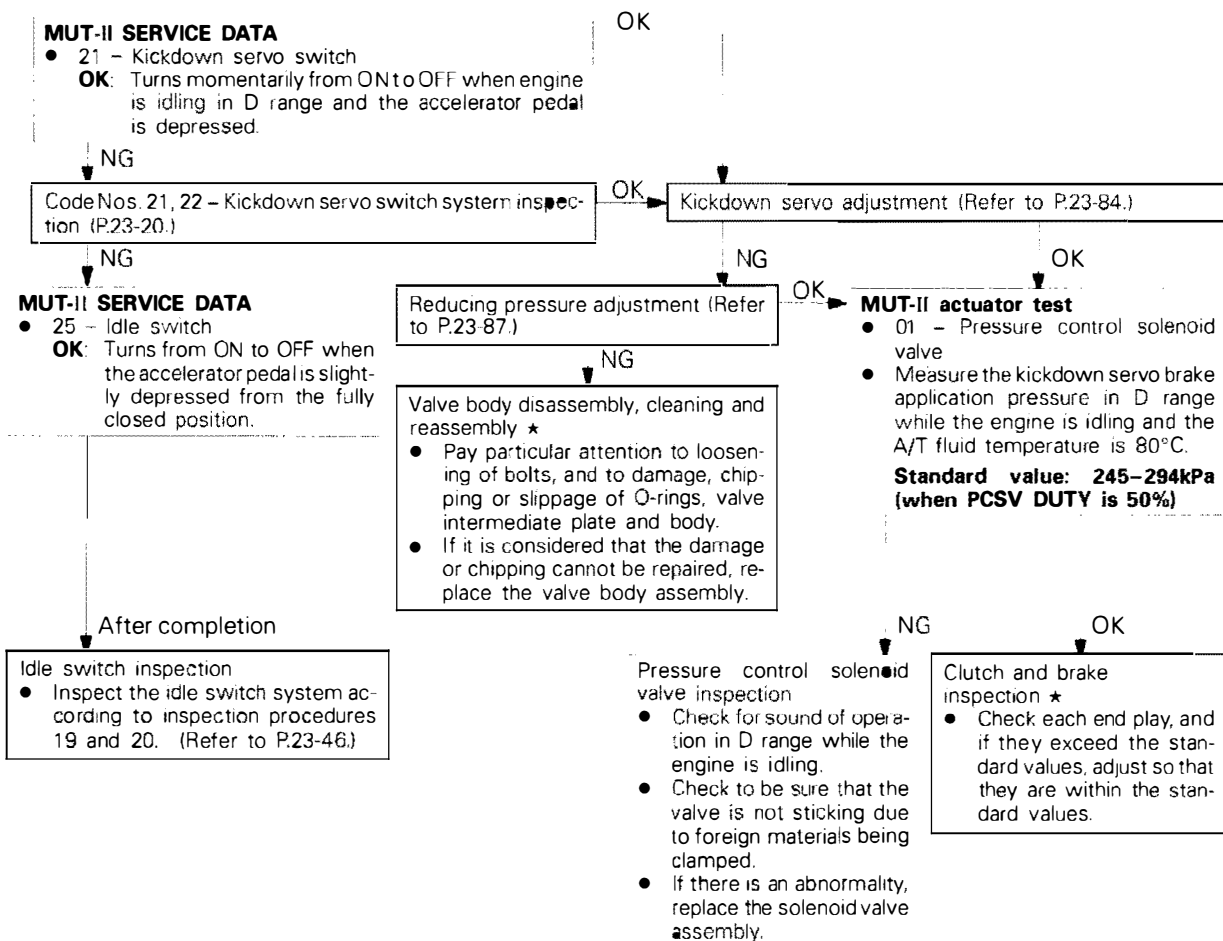 OK
MUT-II SERVICE DATA
● 21 – Kickdown servo switch
OK: Turns momentarily from ON to OFF when engine
is idling in D range and the accelerator pedal
is depressed.
NG
Code Nos. 21, 22 – Kickdown servo switch system inspec-
tion (P.23-20.)
OK
Kickdown servo adjustment (Refer to P.23-84.)
NG
NG
OK
MUT-II SERVICE DATA
● 25 – Idle switch
OK: Turns from ON to OFF when
the accelerator pedal is slight-
ly depressed from the fully
closed position.
Reducing pressure adjustment (Refer
to P.23-87.)
OK
NG
MUT-II actuator test
● 01 – Pressure control solenoid
valve
● Measure the kickdown servo brake
application pressure in D range
while the engine is idling and the
A/T fluid temperature is 80°C.
Standard value: 245–294kPa
(when PCSV DUTY is 50%)
Valve body disassembly, cleaning and
reassembly ★
● Pay particular attention to loosen-
ing of bolts, and to damage, chip-
ping or slippage of O-rings, valve
intermediate plate and body.
● If it is considered that the damage
or chipping cannot be repaired, re-
place the valve body assembly.
After completion
Idle switch inspection
● Inspect the idle switch system ac-
cording to inspection procedures
19 and 20. (Refer to P.23-46.)
NG
OK
Pressure control solenoid
valve inspection
● Check for sound of opera-
tion in D range while the
engine is idling.
● Check to be sure that the
valve is not sticking due
to foreign materials being
clamped.
● If there is an abnormality,
replace the solenoid valve
assembly.
Clutch and brake
inspection ★
● Check each end play, and
if they exceed the stan-
dard values, adjust so that
they are within the stan-
dard values.